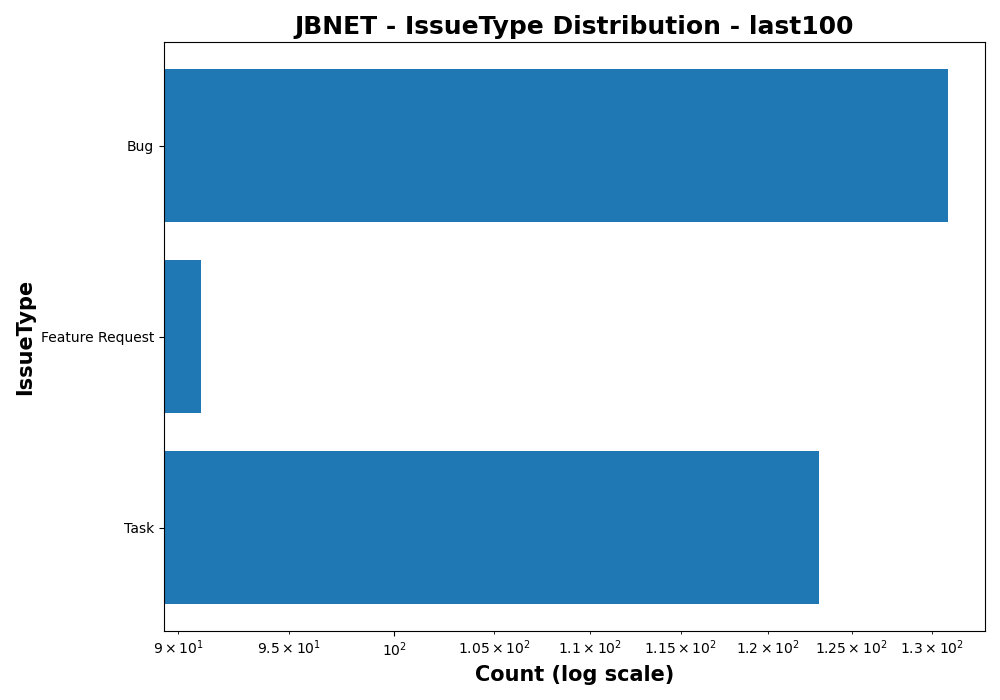 JBNET - IssueType Distribution - last100
IssueType
Bug
Feature Request
Task
9 × 10¹ 9.5 × 10¹ 10² 1.05 × 10² 1.1 × 10² 1.15 × 10² 1.2 × 10² 1.25 × 10² 1.3 × 10²
Count (log scale)